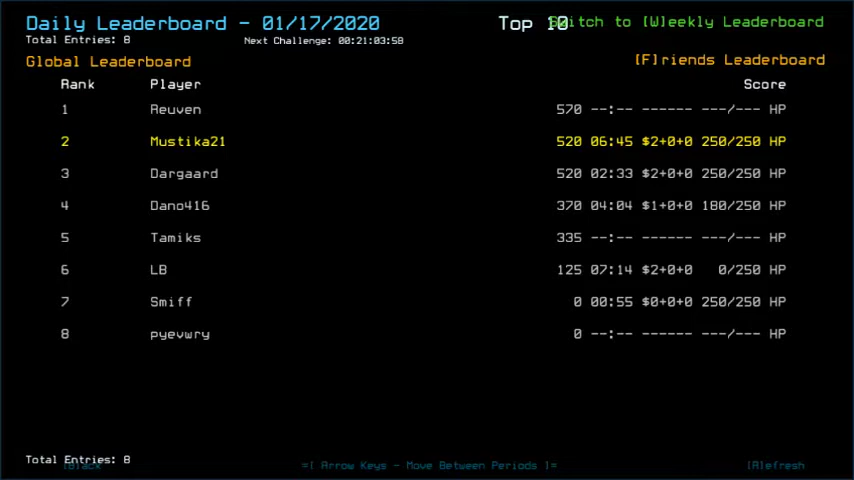 Daily Leaderboard - 01/17/2020
Top 10
Switch to [W]eekly Leaderboard
Total Entries: 8
Next Challenge: 00:21:03:58
Global Leaderboard
[F]riends Leaderboard
Rank Player Score
1 Reuven 570 --:-- ------ ---/--- HP
2 Mustika21 520 06:45 $2+0+0 250/250 HP
3 Dargaard 520 02:33 $2+0+0 250/250 HP
4 Dano416 370 04:04 $1+0+0 180/250 HP
5 Tamiks 335 --:-- ------ ---/--- HP
6 LB 125 07:14 $2+0+0 0/250 HP
7 Smiff 0 00:55 $0+0+0 250/250 HP
8 pyevwry 0 --:-- ------ ---/--- HP
Total Entries: 8
[B]ack
=[ Arrow Keys - Move Between Periods ]=
[R]efresh